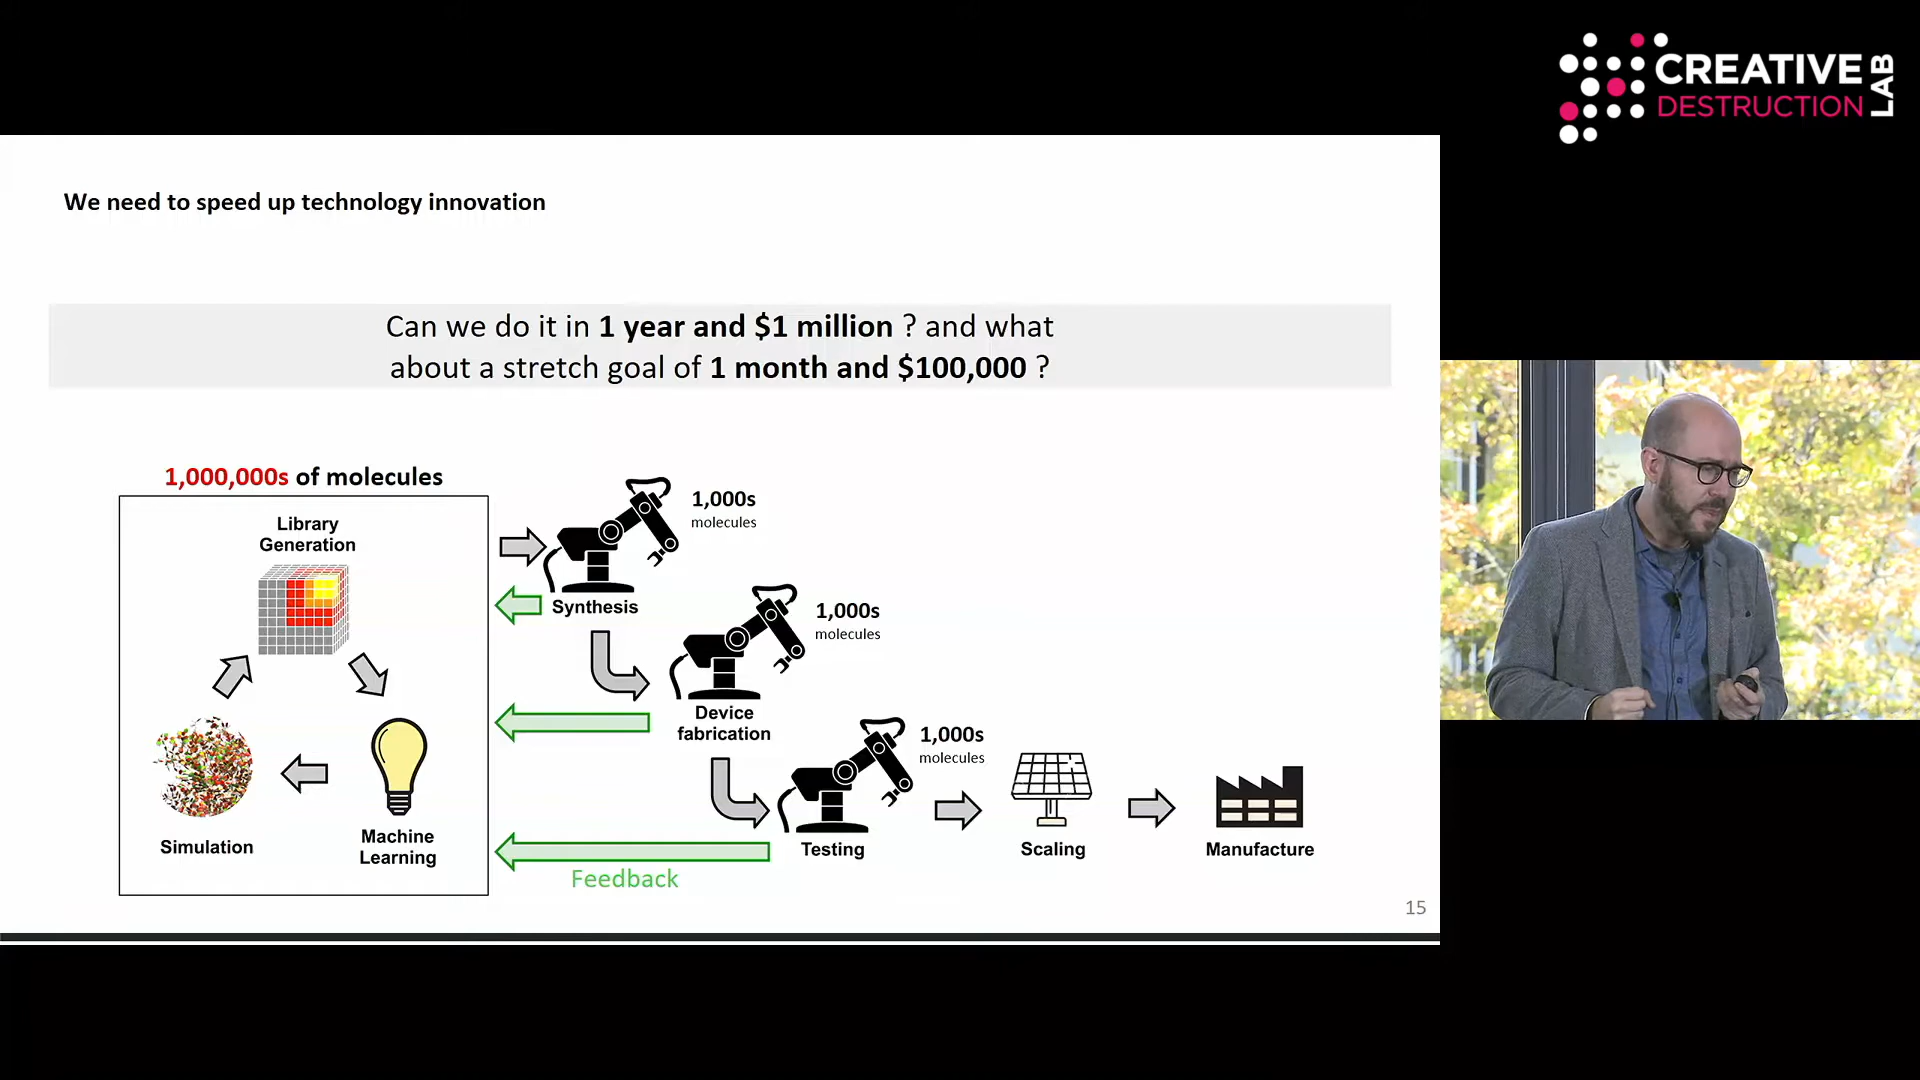 We need to speed up technology innovation
Can we do it in 1 year and $1 million ? and what
about a stretch goal of 1 month and $100,000 ?
1,000,000s of molecules
Library
Generation
Simulation
Machine
Learning
1,000s
molecules
Synthesis
1,000s
molecules
Device
fabrication
1,000s
molecules
Testing
Scaling
Manufacture
Feedback
15
CREATIVE
DESTRUCTION
LAB